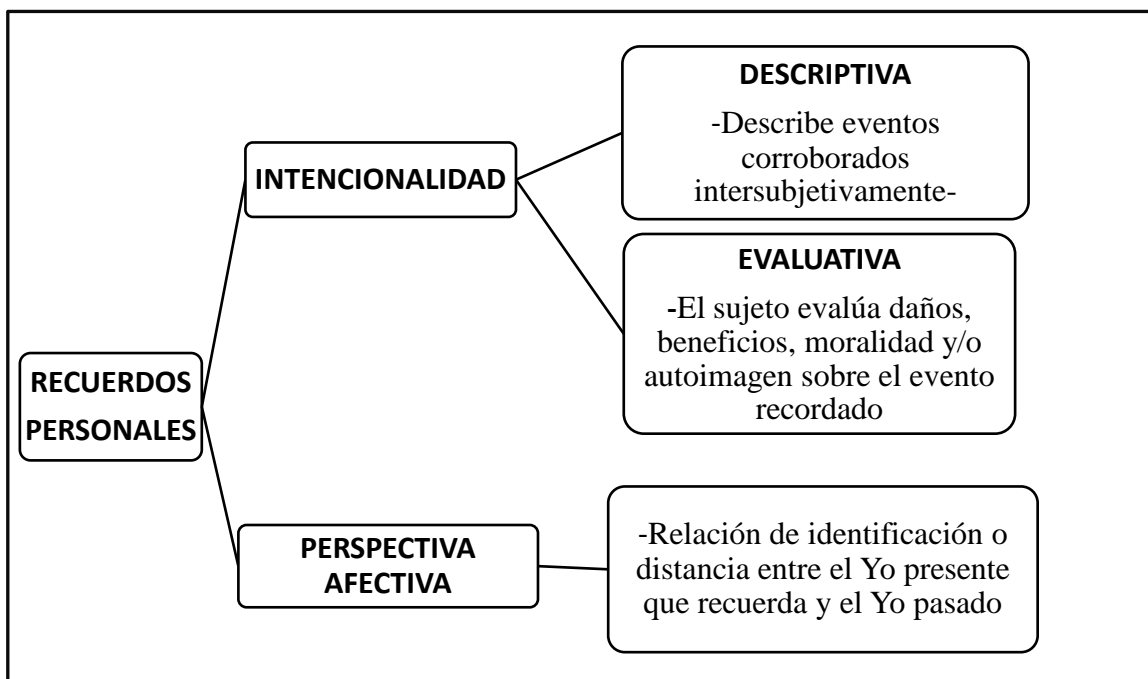 RECUERDOS
PERSONALES
INTENCIONALIDAD
DESCRIPTIVA
-Describe eventos
corroborados
intersubjetivamente-
EVALUATIVA
-El sujeto evalúa daños,
beneficios, moralidad y/o
autoimagen sobre el evento
recordado
PERSPECTIVA
AFECTIVA
-Relación de identificación o
distancia entre el Yo presente
que recuerda y el Yo pasado